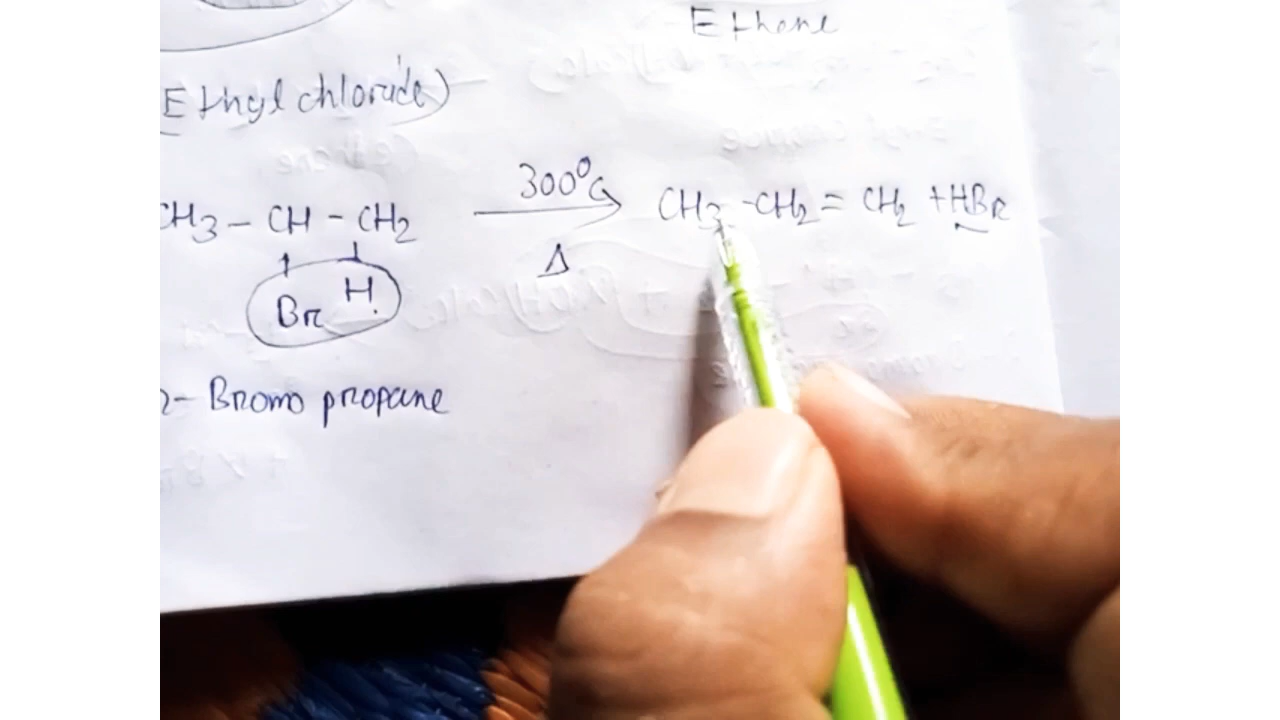 Ethene
(Ethyl chloride)
300°C
CH3 – CH – CH2 → CH3 - CH2 = CH2 + HBr
Δ
Br H
2- Bromo propane